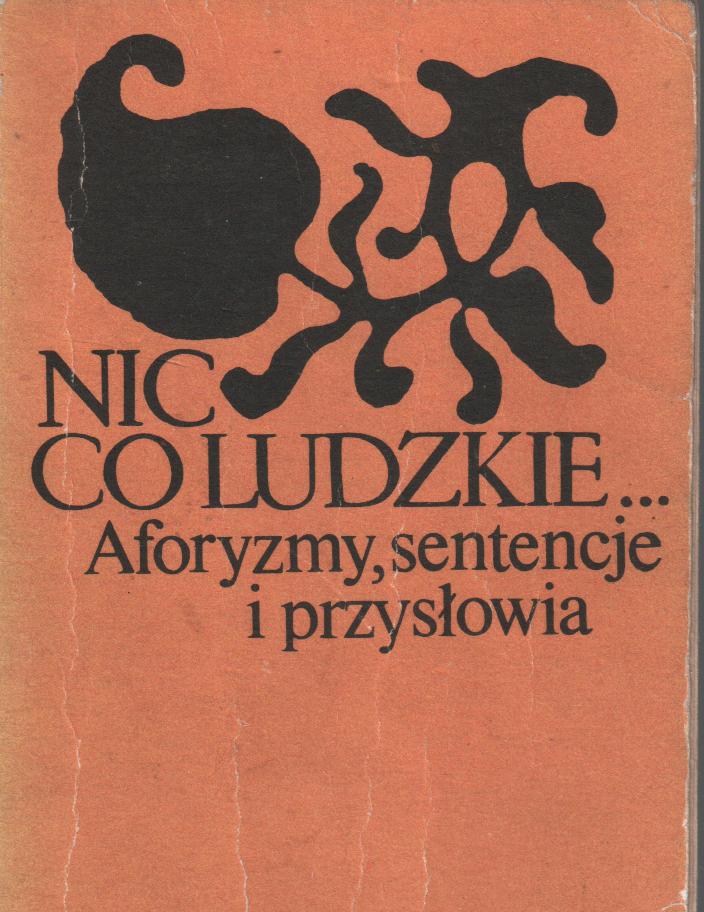 NIC
CO LUDZKIE...
Aforyzmy, sentencje
i przysłowia